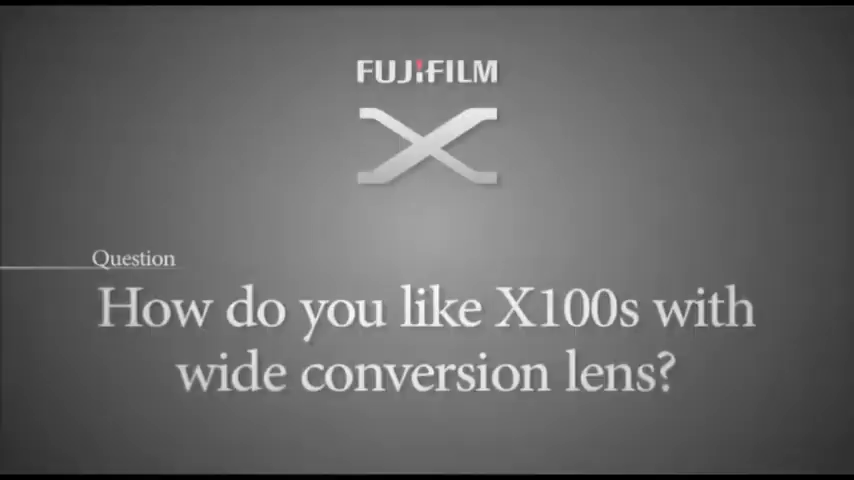 FUJIFILM
X
Question
How do you like X100s with
wide conversion lens?